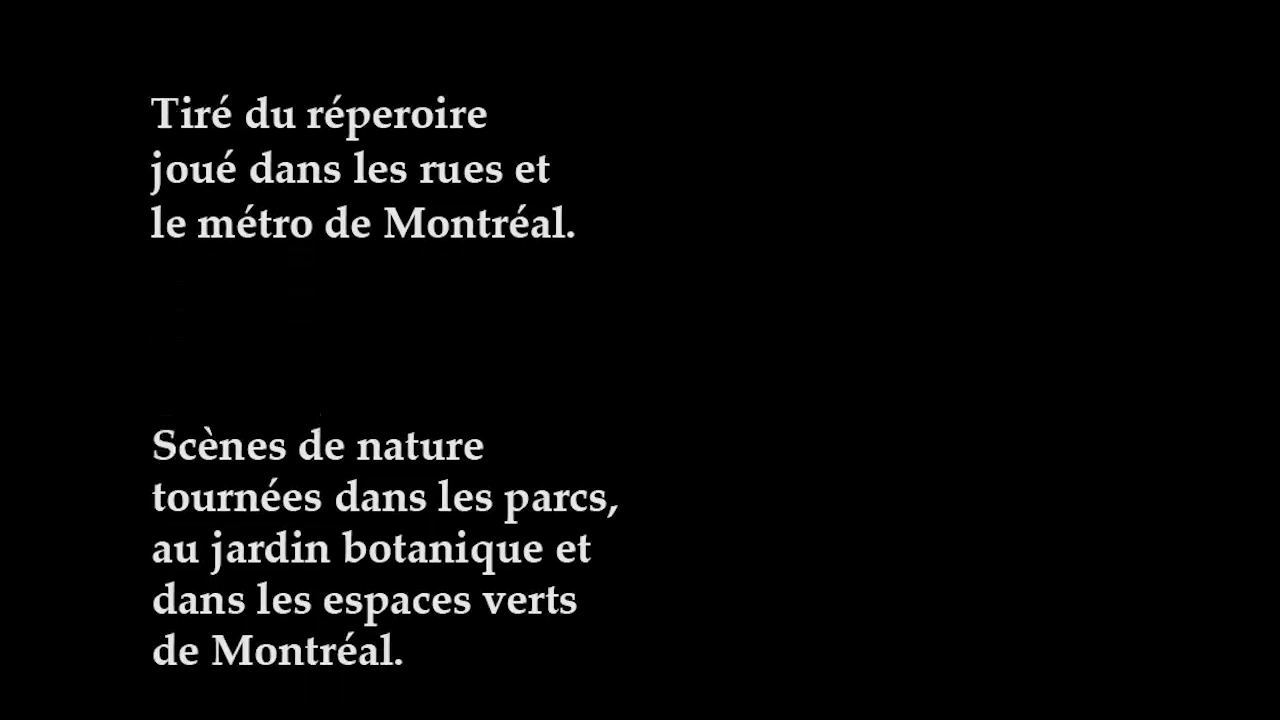 Tiré du réperoire
joué dans les rues et
le métro de Montréal.
Scènes de nature
tournées dans les parcs,
au jardin botanique et
dans les espaces verts
de Montréal.